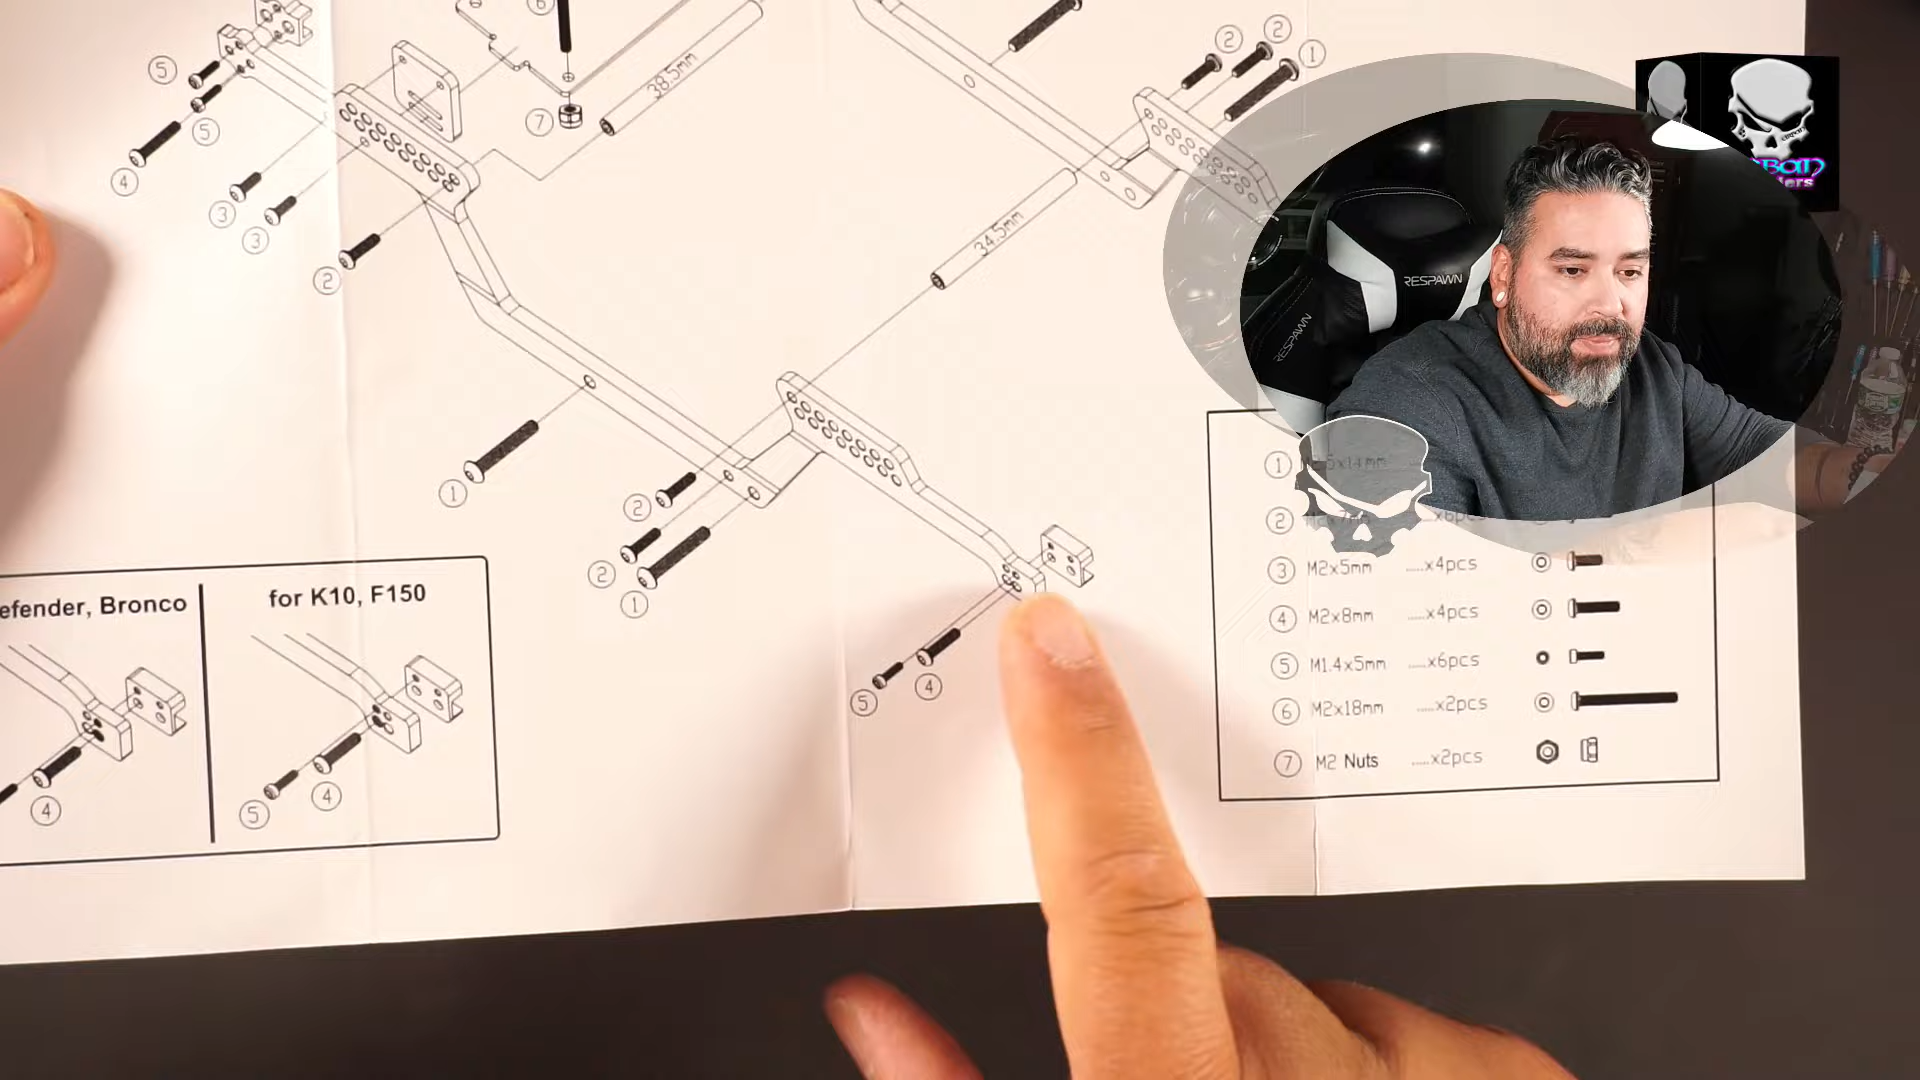 6
2
2
1
5
38.5mm
7
5
4
3
3
2
34.5mm
RESPAWN
RESPAWN
1
2
2
1
5
4
efender, Bronco
for K10, F150
4
5
4
1
2
3 M2x5mm .....x4pcs
4 M2x8mm .....x4pcs
5 M1.4x5mm .....x6pcs
6 M2x18mm .....x2pcs
7 M2 Nuts .....x2pcs